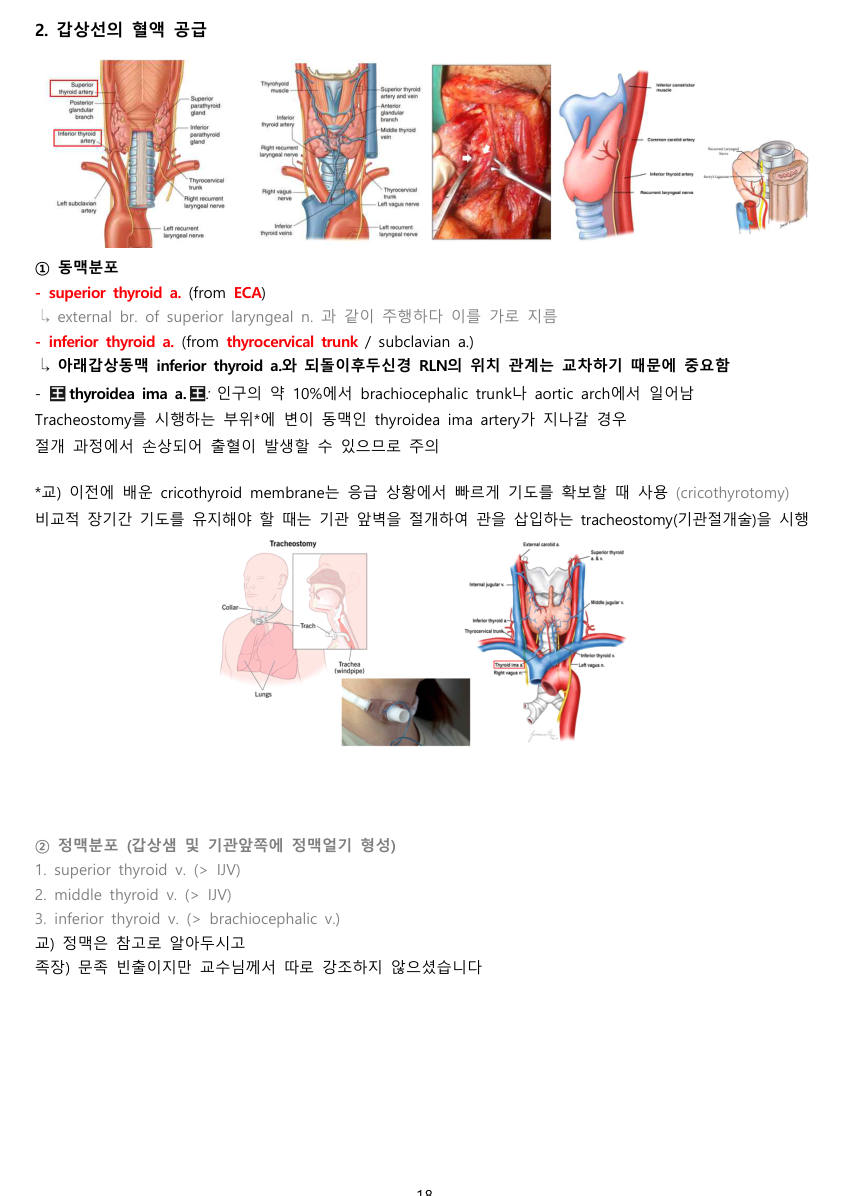 2. 갑상선의 혈액 공급
Superior
thyroid artery
Posterior
glandular
branch
Inferior thyroid
artery
Left subclavian
artery
Superior
parathyroid
gland
Inferior
parathyroid
gland
Thyrocervical
trunk
Right recurrent
laryngeal nerve
Left recurrent
laryngeal nerve
Thyrohyoid
muscle
Inferior
thyroid artery
Right recurrent
laryngeal nerve
Right vagus
nerve
Inferior
thyroid veins
Superior thyroid
artery and vein
Anterior
glandular
branch
Middle thyroid
vein
Thyrocervical
trunk
Left vagus nerve
Left recurrent
laryngeal nerve
Inferior constrictor
muscle
Common carotid artery
Inferior thyroid artery
Recurrent laryngeal nerve
Recurrent Laryngeal
Nerve
Berry's Ligament
① 동맥분포
- superior thyroid a. (from ECA)
↳ external br. of superior laryngeal n. 과 같이 주행하다 이를 가로 지름
- inferior thyroid a. (from thyrocervical trunk / subclavian a.)
↳ 아래갑상동맥 inferior thyroid a.와 되돌이후두신경 RLN의 위치 관계는 교차하기 때문에 중요함
- 王 thyroidea ima a. 王: 인구의 약 10%에서 brachiocephalic trunk나 aortic arch에서 일어남
Tracheostomy를 시행하는 부위*에 변이 동맥인 thyroidea ima artery가 지나갈 경우
절개 과정에서 손상되어 출혈이 발생할 수 있으므로 주의
*교) 이전에 배운 cricothyroid membrane는 응급 상황에서 빠르게 기도를 확보할 때 사용 (cricothyrotomy)
비교적 장기간 기도를 유지해야 할 때는 기관 앞벽을 절개하여 관을 삽입하는 tracheostomy(기관절개술)을 시행
Tracheostomy
Collar
Trach
Trachea
(windpipe)
Lungs
External carotid a.
Superior thyroid
a. & v.
Internal jugular v.
Middle jugular v.
Inferior thyroid a.
Thyrocervical trunk
Inferior thyroid v.
Thyroid ima a.
Left vagus n.
Right vagus n.
② 정맥분포 (갑상샘 및 기관앞쪽에 정맥얼기 형성)
1. superior thyroid v. (> IJV)
2. middle thyroid v. (> IJV)
3. inferior thyroid v. (> brachiocephalic v.)
교) 정맥은 참고로 알아두시고
족장) 문족 빈출이지만 교수님께서 따로 강조하지 않으셨습니다
18